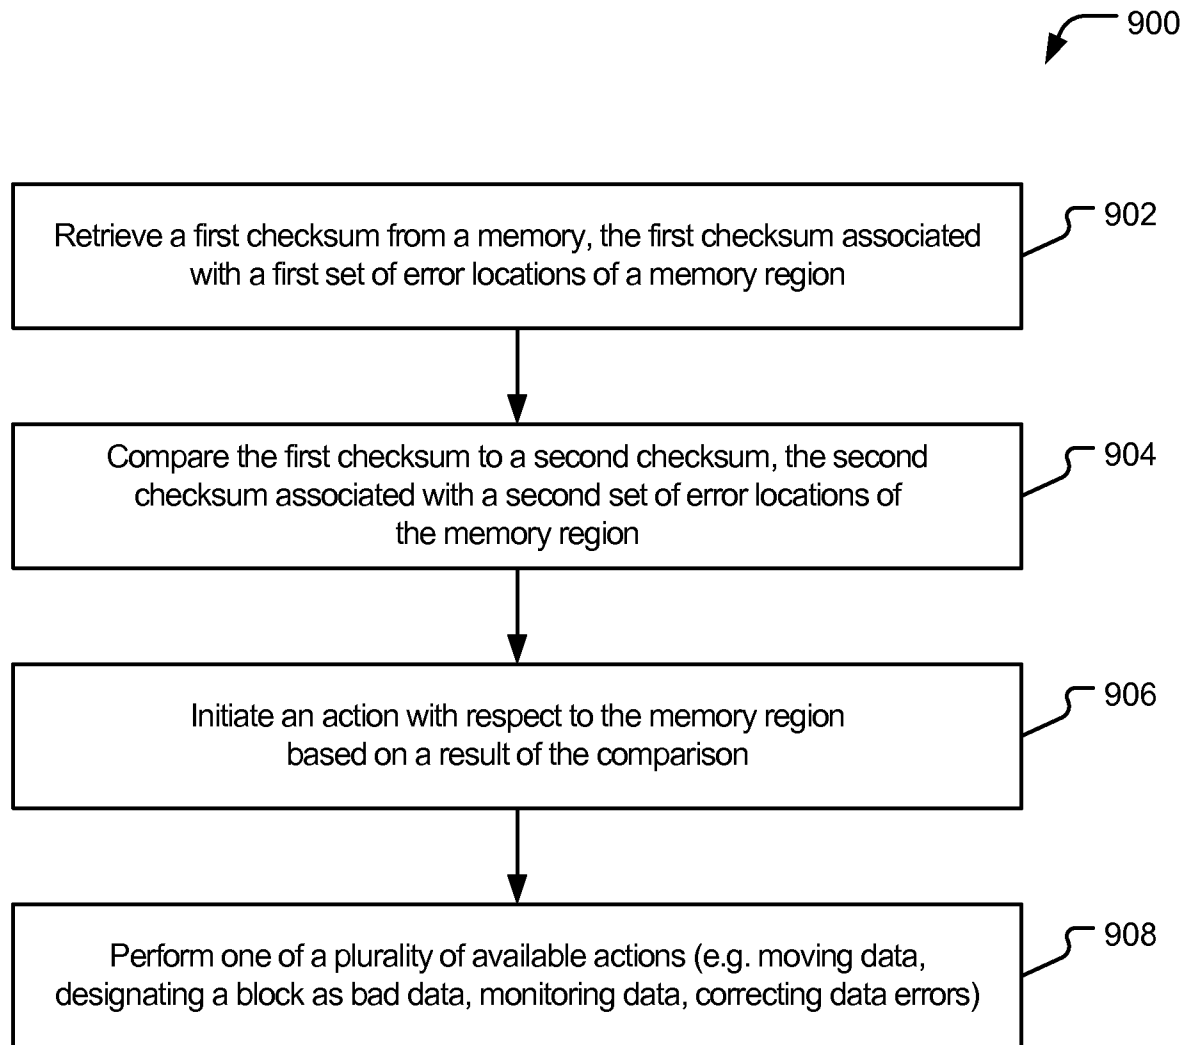 900
Retrieve a first checksum from a memory, the first checksum associated
with a first set of error locations of a memory region
902
Compare the first checksum to a second checksum, the second
checksum associated with a second set of error locations of
the memory region
904
Initiate an action with respect to the memory region
based on a result of the comparison
906
Perform one of a plurality of available actions (e.g. moving data,
designating a block as bad data, monitoring data, correcting data errors)
908